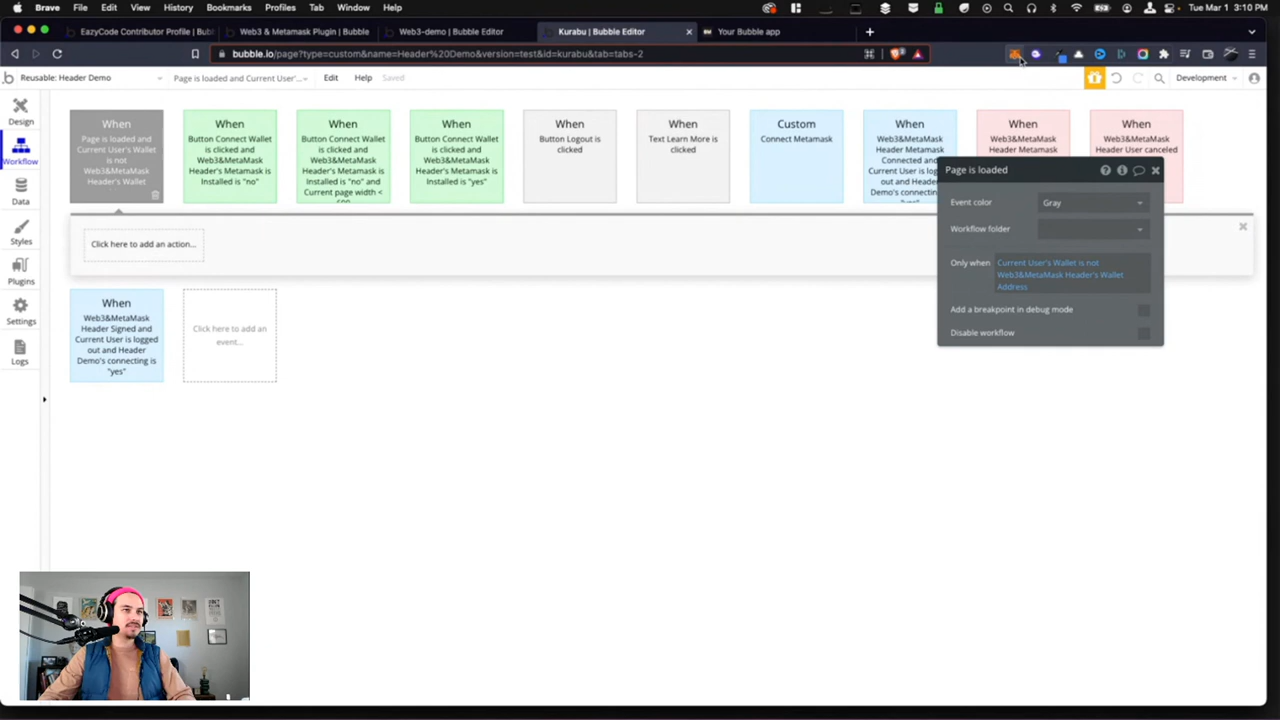 Brave File Edit View History Bookmarks Profiles Tab Window Help Tue Mar 1 3:10 PM
EazyCode Contributor Profile | Bubb Web3 & Metamask Plugin | Bubble Web3-demo | Bubble Editor Kurabu | Bubble Editor Your Bubble app
bubble.io/page?type=custom&name=Header%20Demo&version=test&id=kurabu&tab=tabs-2
Reusable: Header Demo Page is loaded and Current User'... Edit Help Saved Development
Design
Workflow
Data
Styles
Plugins
Settings
Logs
When
Page is loaded and
Current User's Wallet
is not
Web3&MetaMask
Header's Wallet
When
Button Connect Wallet
is clicked and
Web3&MetaMask
Header's Metamask is
Installed is "no"
When
Button Connect Wallet
is clicked and
Web3&MetaMask
Header's Metamask is
Installed is "no" and
Current page width <
When
Button Connect Wallet
is clicked and
Web3&MetaMask
Header's Metamask is
Installed is "yes"
When
Button Logout is
clicked
When
Text Learn More is
clicked
Custom
Connect Metamask
When
Web3&MetaMask
Header Metamask
Connected and
Current User is logged
out and Header
Demo's connecting is
When
Web3&MetaMask
Header Metamask
When
Web3&MetaMask
Header User canceled
Click here to add an action...
When
Web3&MetaMask
Header Signed and
Current User is logged
out and Header
Demo's connecting is
"yes"
Click here to add an
event...
Page is loaded
Event color Gray
Workflow folder
Only when Current User's Wallet is not
Web3&MetaMask Header's Wallet
Address
Add a breakpoint in debug mode
Disable workflow